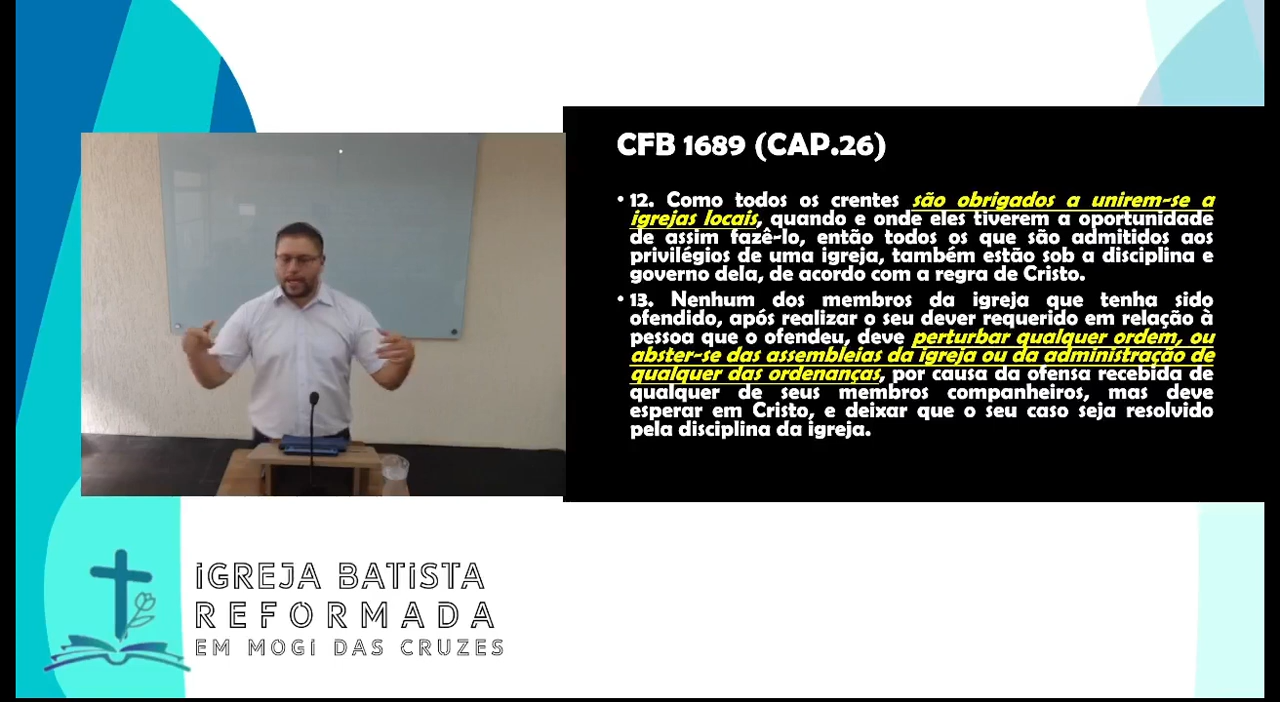 CFB 1689 (CAP.26)
• 12. Como todos os crentes são obrigados a unirem-se a
igrejas locais, quando e onde eles tiverem a oportunidade
de assim fazê-lo, então todos os que são admitidos aos
privilégios de uma igreja, também estão sob a disciplina e
governo dela, de acordo com a regra de Cristo.
• 13. Nenhum dos membros da igreja que tenha sido
ofendido, após realizar o seu dever requerido em relação à
pessoa que o ofendeu, deve perturbar qualquer ordem, ou
abster-se das assembleias da igreja ou da administração de
qualquer das ordenanças, por causa da ofensa recebida de
qualquer de seus membros companheiros, mas deve
esperar em Cristo, e deixar que o seu caso seja resolvido
pela disciplina da igreja.
IGREJA BATISTA
REFORMADA
EM MOGI DAS CRUZES